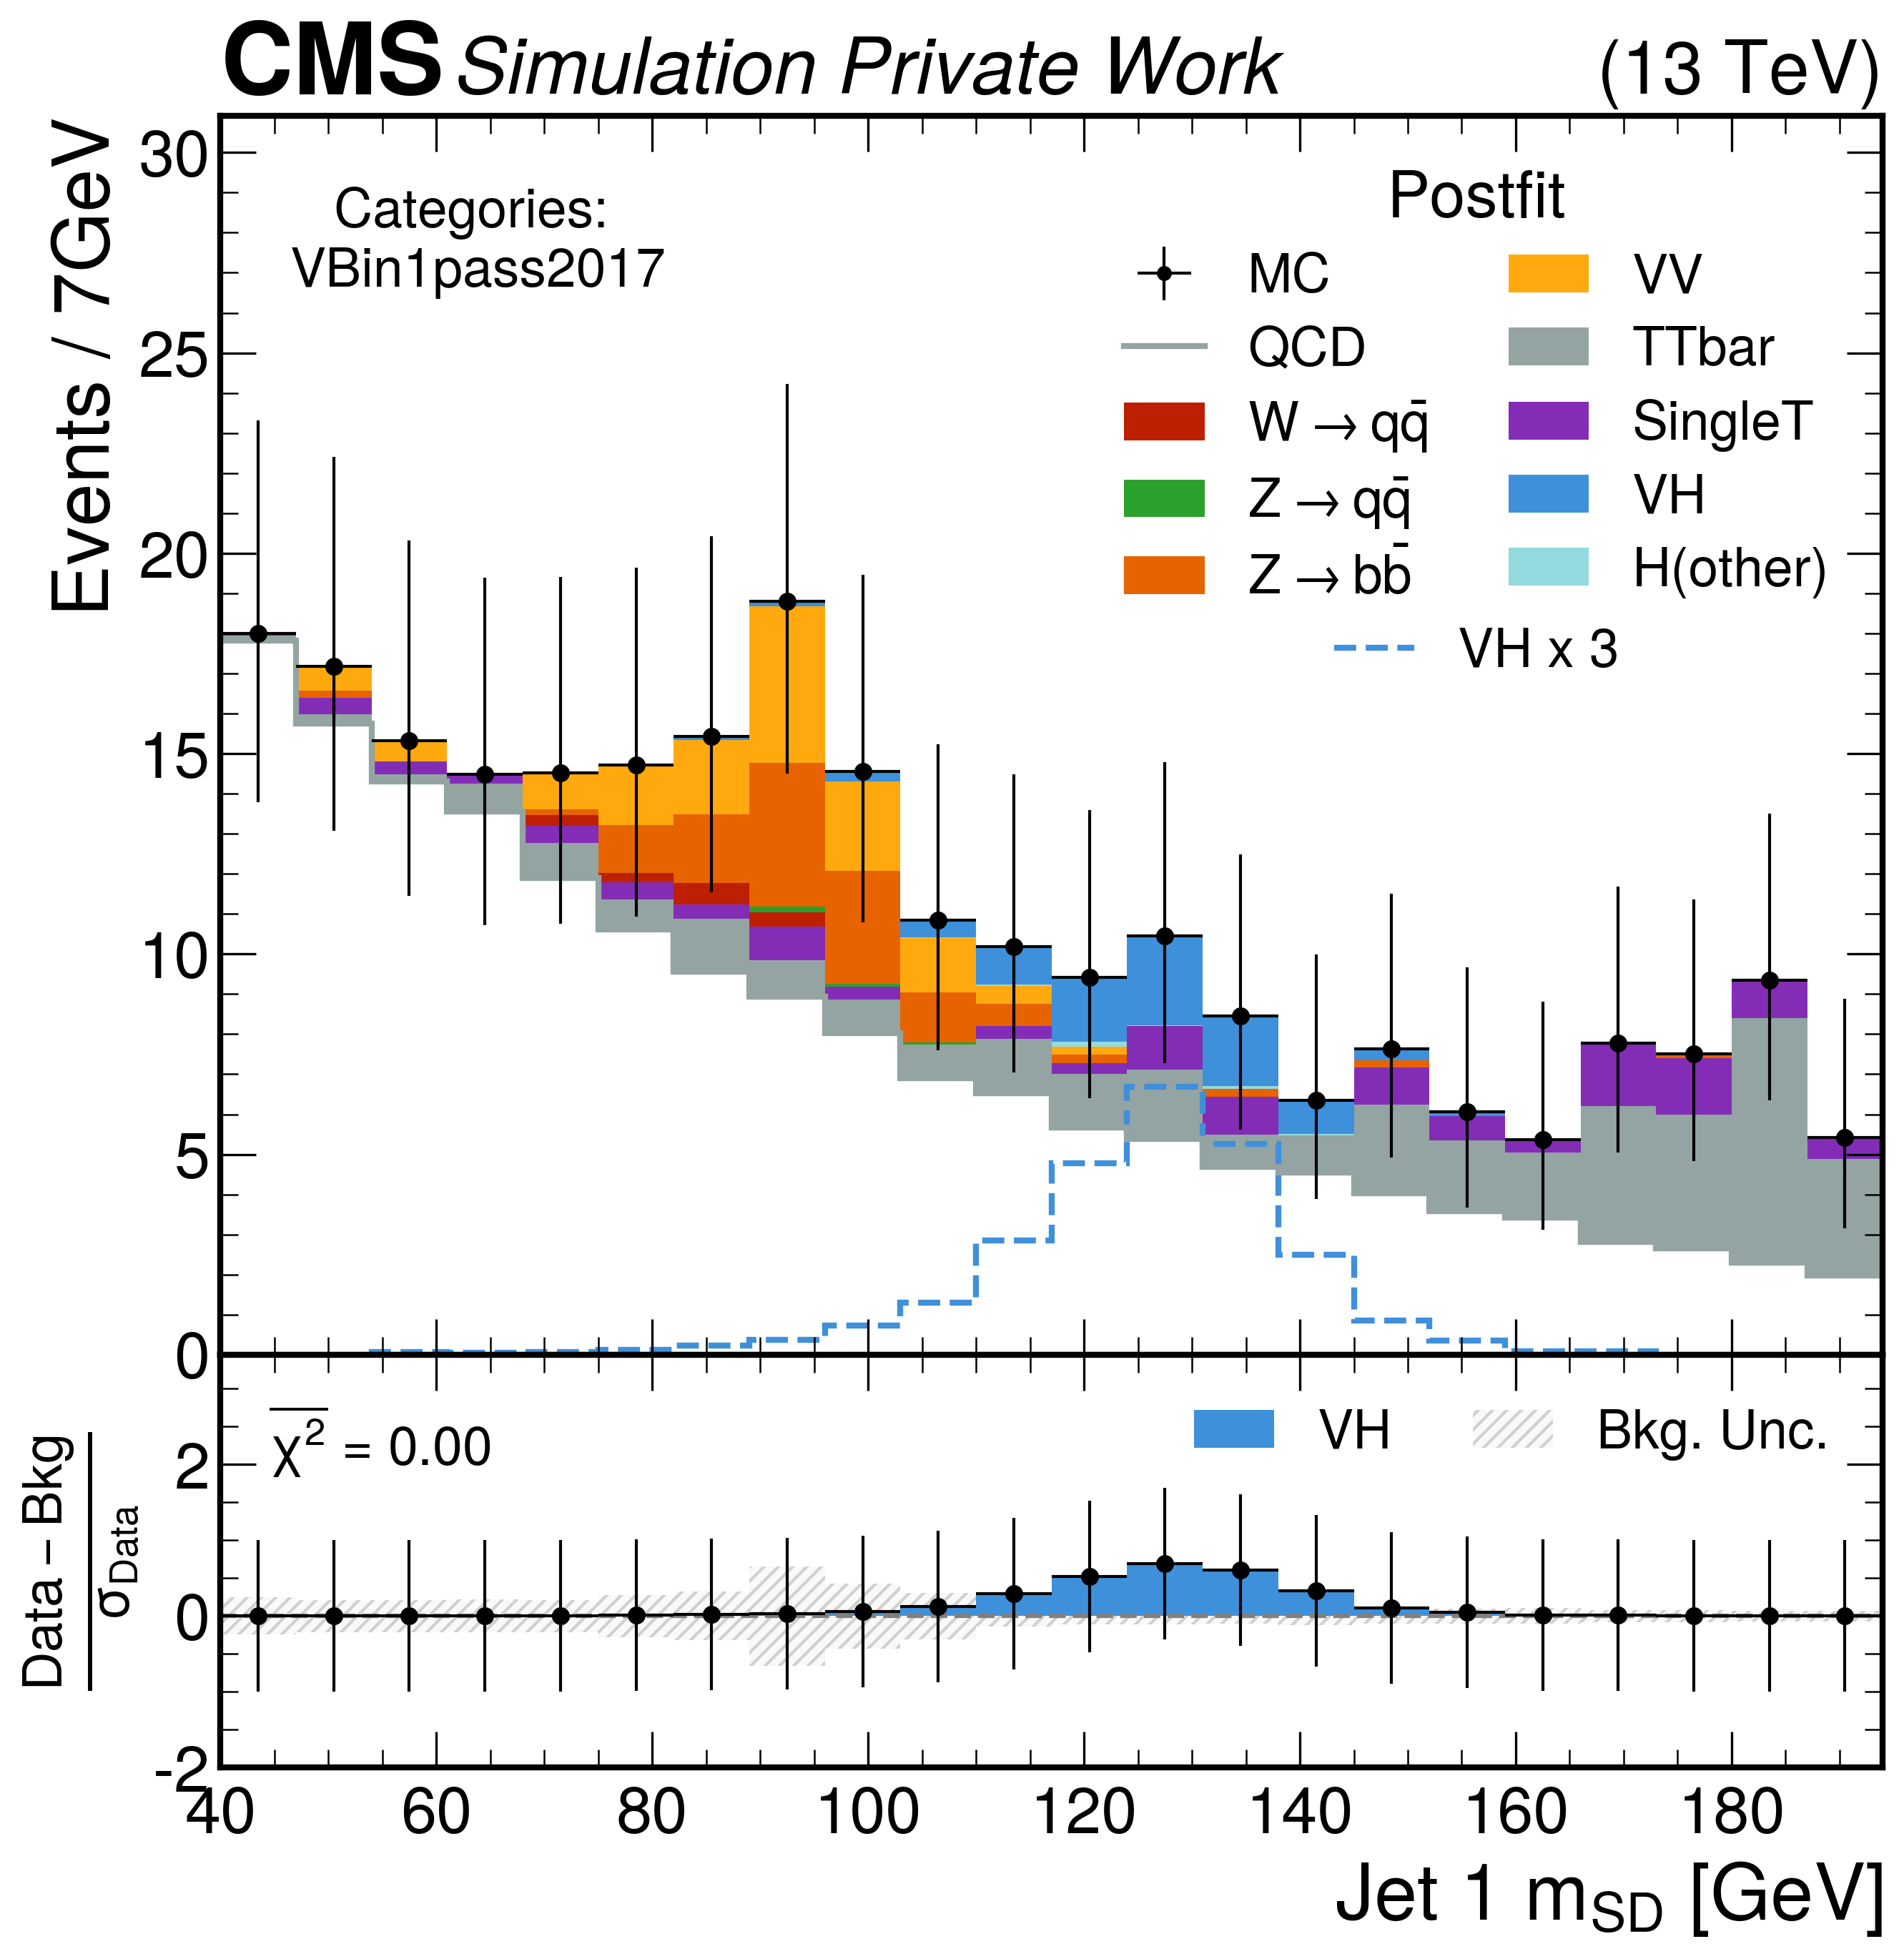 CMS Simulation Private Work (13 TeV)
Events / 7GeV
30
25
20
15
10
5
0
Categories:
VBin1pass2017
Postfit
MC
QCD
W → qq̄
Z → qq̄
Z → bb̄
VV
TTbar
SingleT
VH
H(other)
VH x 3
Data − Bkg
σData
2
0
-2
χ² = 0.00
VH
Bkg. Unc.
40 60 80 100 120 140 160 180
Jet 1 mSD [GeV]